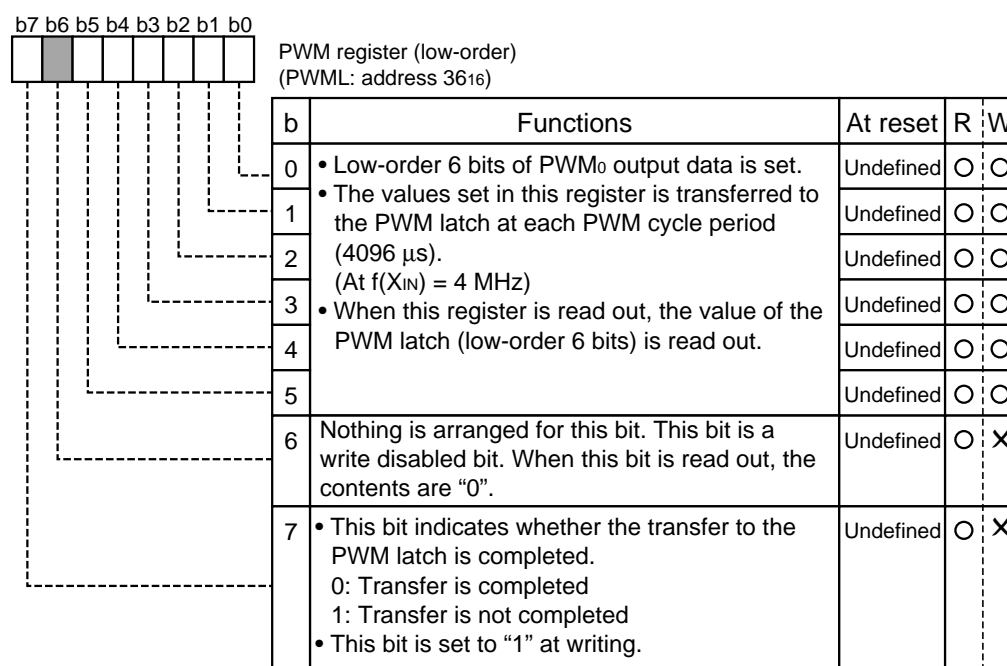 b7 b6 b5 b4 b3 b2 b1 b0
PWM register (low-order)
(PWML: address 3616)
b Functions At reset R W
0 • Low-order 6 bits of PWM0 output data is set. Undefined O O
• The values set in this register is transferred to
1 the PWM latch at each PWM cycle period Undefined O O
2 (4096 μs). Undefined O O
(At f(XIN) = 4 MHz)
3 • When this register is read out, the value of the Undefined O O
4 PWM latch (low-order 6 bits) is read out. Undefined O O
5 Undefined O O
6 Nothing is arranged for this bit. This bit is a Undefined O ✕
write disabled bit. When this bit is read out, the
contents are “0”.
7 • This bit indicates whether the transfer to the Undefined O ✕
PWM latch is completed.
0: Transfer is completed
1: Transfer is not completed
• This bit is set to “1” at writing.